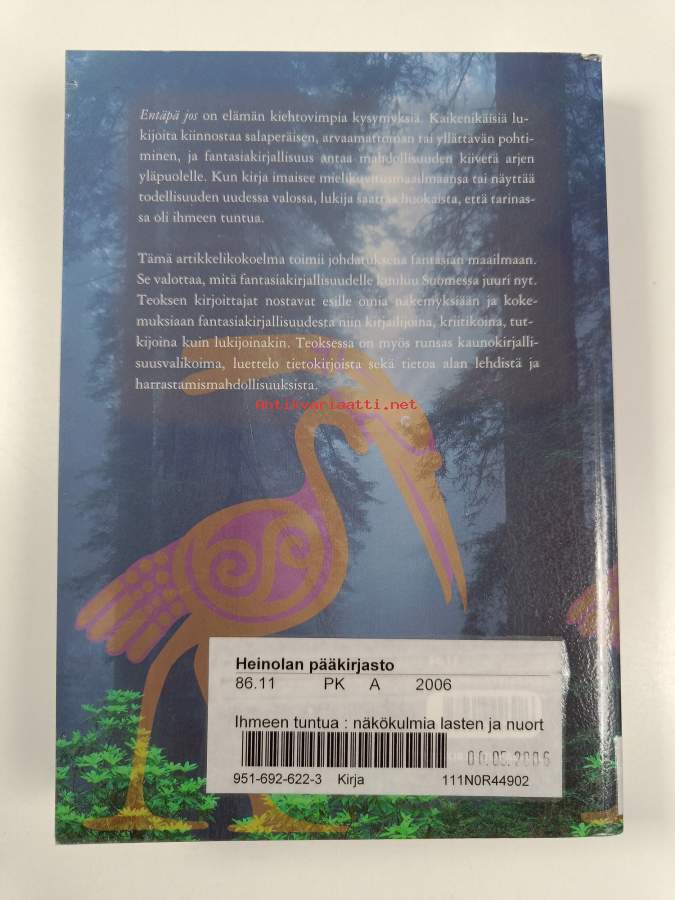 Entäpä jos on elämän kiehtovimpia kysymyksiä. Kaikenikäisiä lu-
kijoita kiinnostaa salaperäisen, arvaamattoman tai yllättävän pohti-
minen, ja fantasiakirjallisuus antaa mahdollisuuden kiivetä arjen
yläpuolelle. Kun kirja imaisee mielikuvitusmaailmaansa tai näyttää
todellisuuden uudessa valossa, lukija saattaa huokaista, että tarinas-
sa oli ihmeen tuntua.
Tämä artikkelikokoelma toimii johdatuksena fantasian maailmaan.
Se valottaa, mitä fantasiakirjallisuudelle kuuluu Suomessa juuri nyt.
Teoksen kirjoittajat nostavat esille omia näkemyksiään ja koke-
muksiaan fantasiakirjallisuudesta niin kirjailijoina, kriitikoina, tut-
kijoina kuin lukijoinakin. Teoksessa on myös runsas kaunokirjalli-
suusvalikoima, luettelo tietokirjoista sekä tietoa alan lehdistä ja
harrastamismahdollisuuksista.
Antikvariaatti.net
Heinolan pääkirjasto
86.11 PK A 2006
Ihmeen tuntua : näkökulmia lasten ja nuort
951-692-622-3 Kirja 111N0R44902